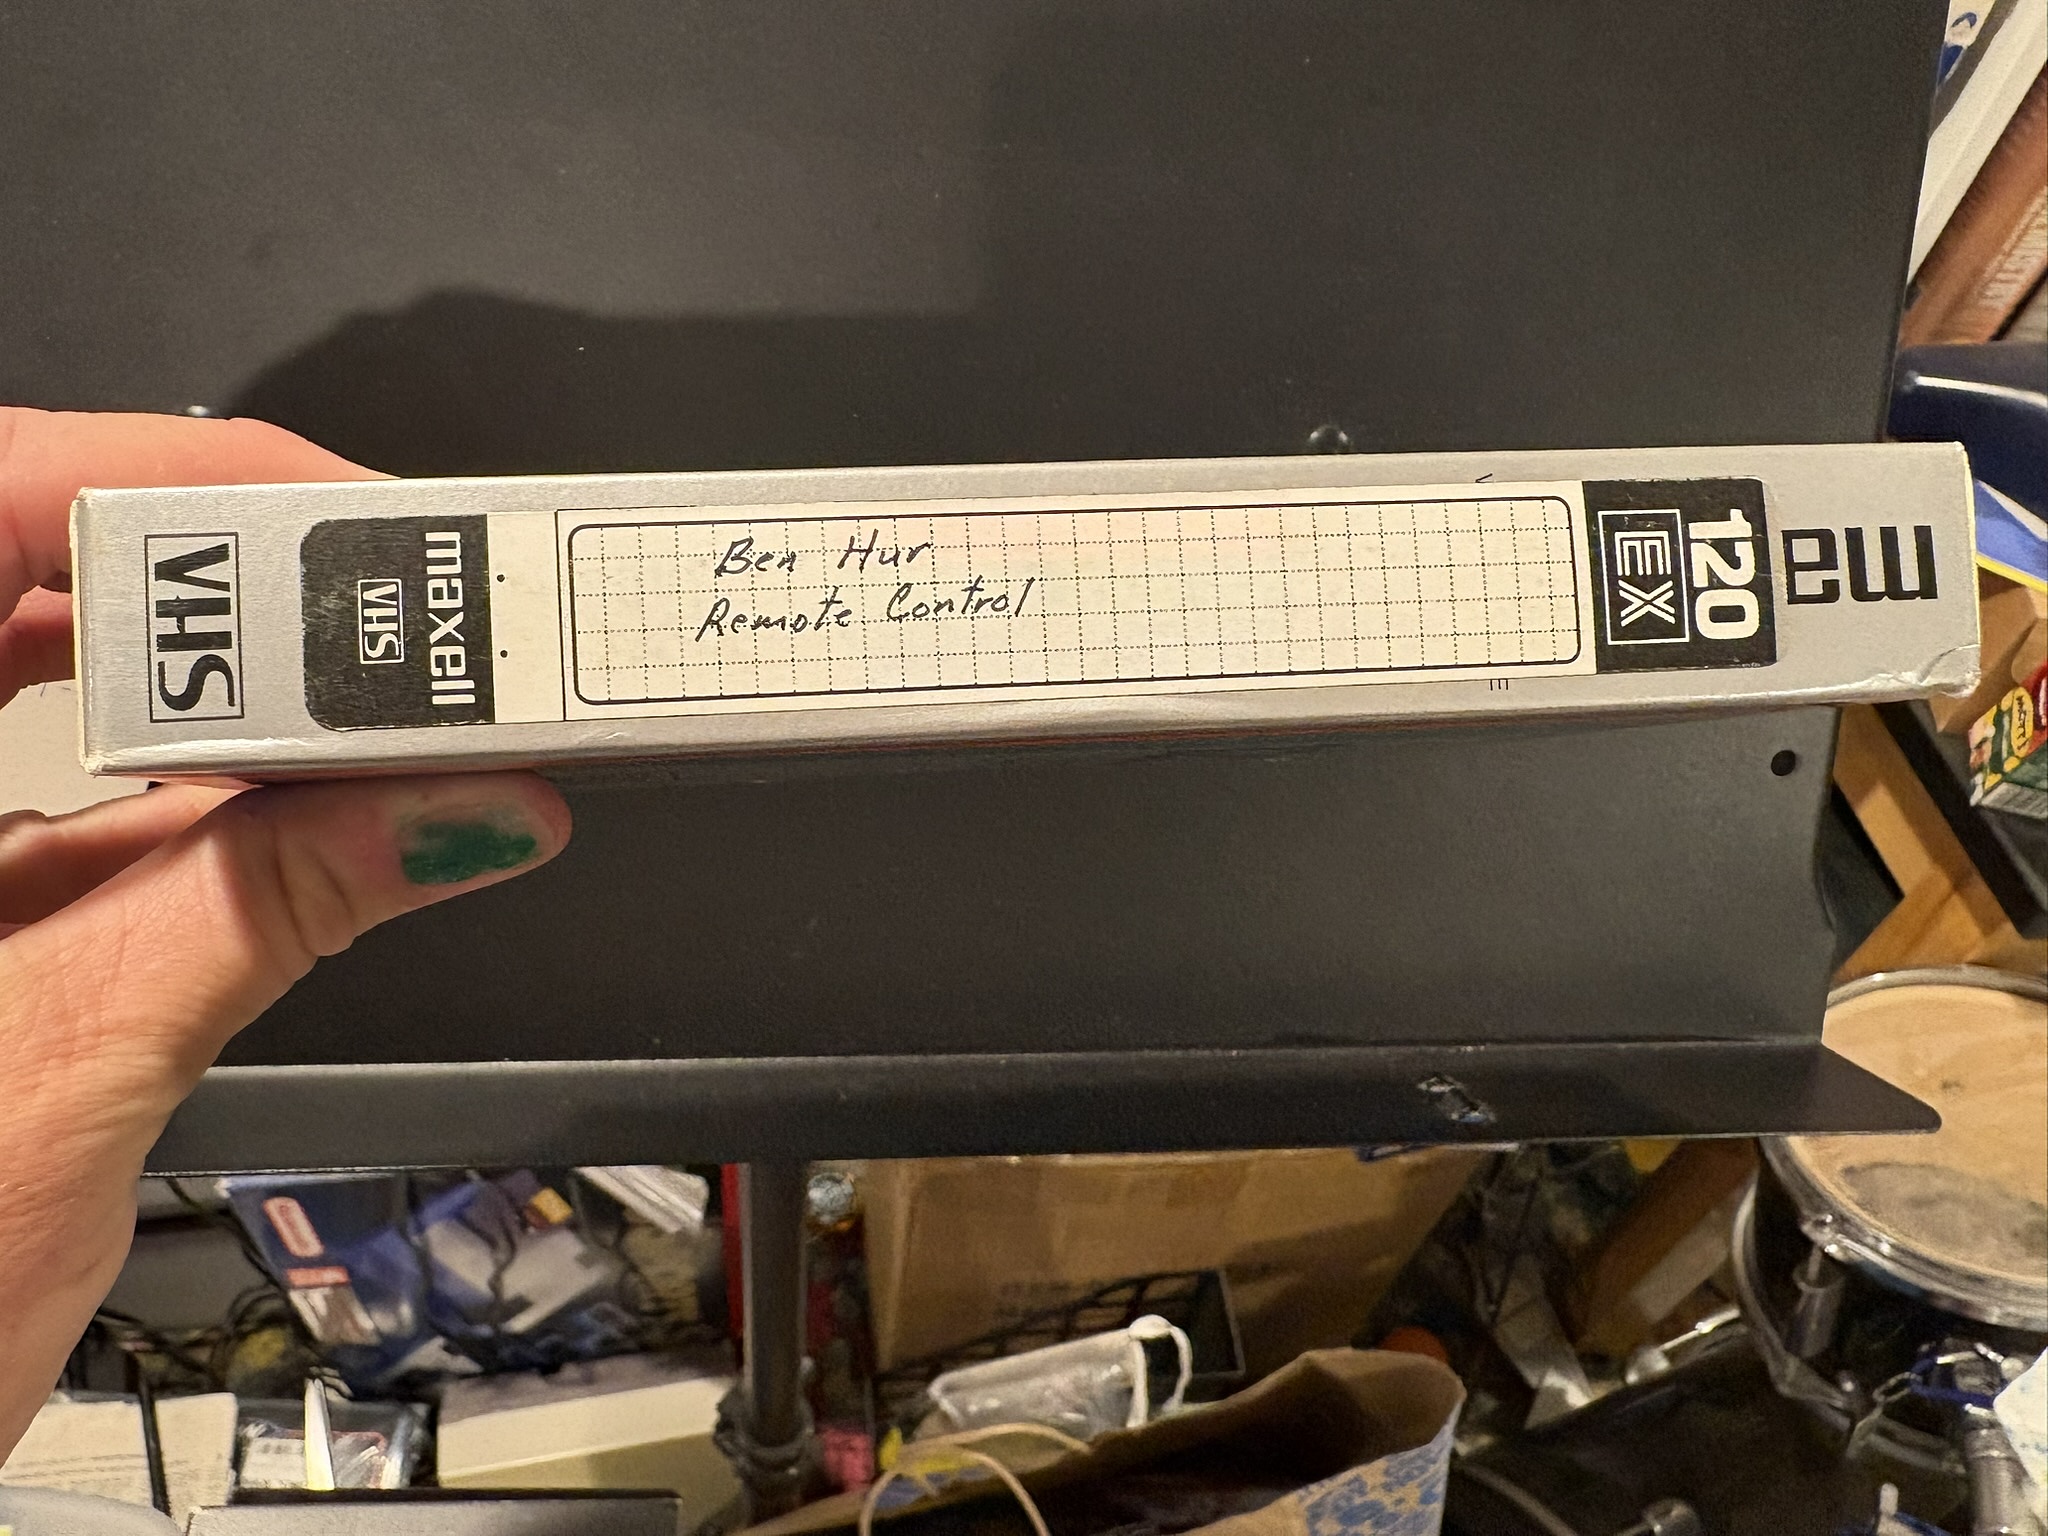 VHS
maxell
VHS
Ben Hur
Remote Control
120
EX
ma